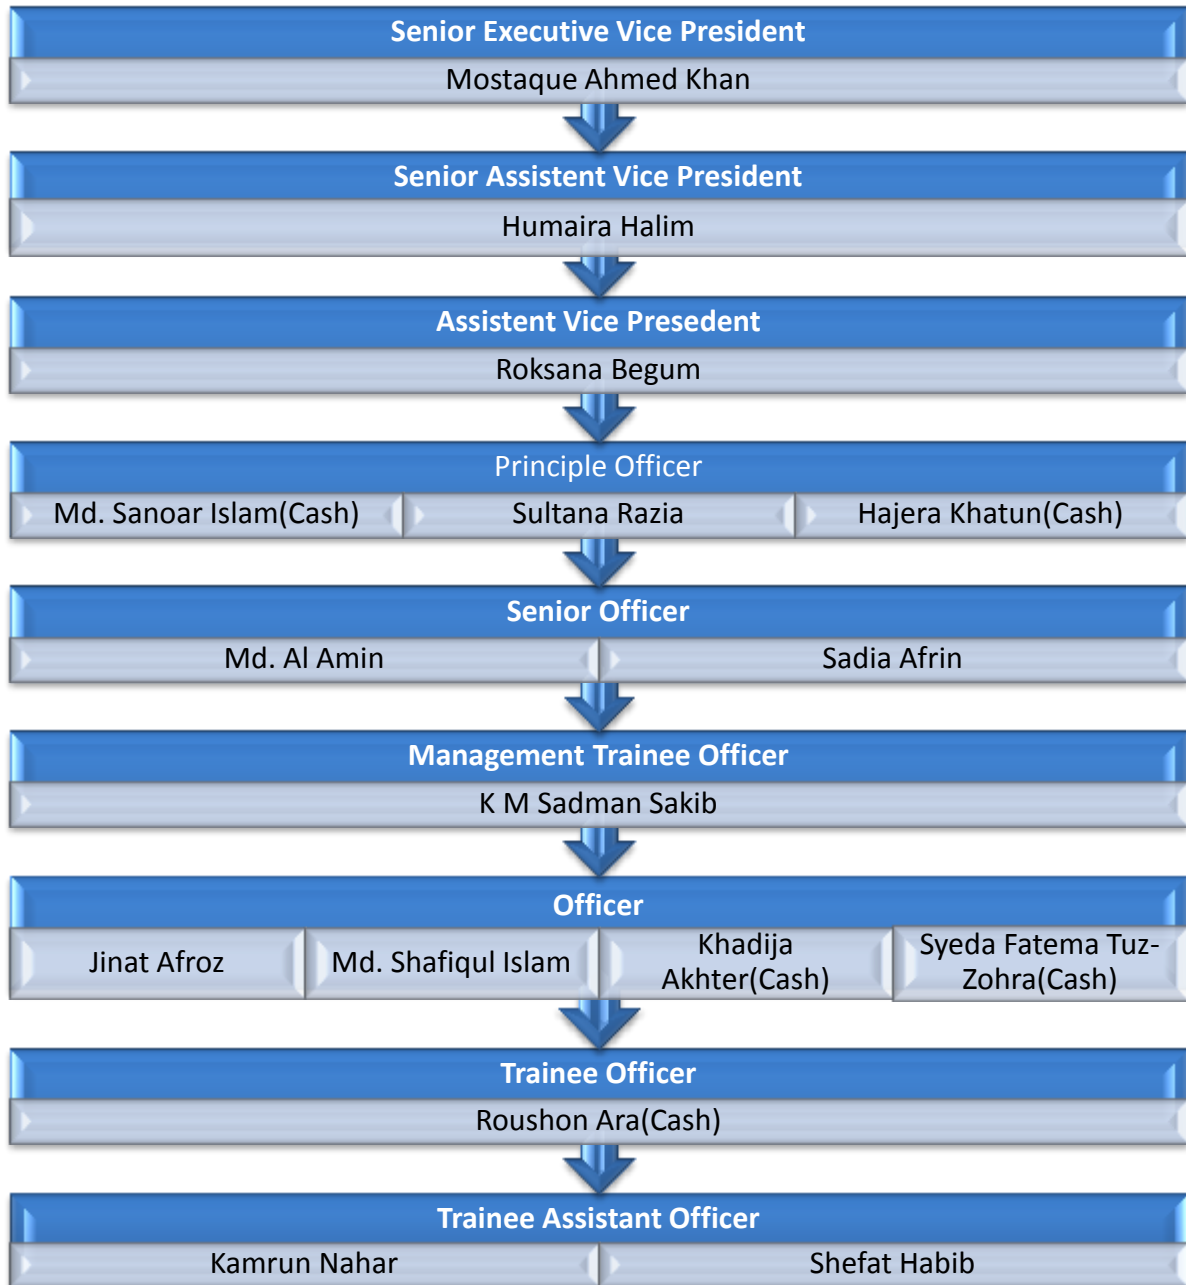 Senior Executive Vice President
Mostaque Ahmed Khan
Senior Assistent Vice President
Humaira Halim
Assistent Vice Presedent
Roksana Begum
Principle Officer
Md. Sanoar Islam(Cash)
Sultana Razia
Hajera Khatun(Cash)
Senior Officer
Md. Al Amin
Sadia Afrin
Management Trainee Officer
K M Sadman Sakib
Officer
Jinat Afroz
Md. Shafiqul Islam
Khadija
Akhter(Cash)
Syeda Fatema Tuz-
Zohra(Cash)
Trainee Officer
Roushon Ara(Cash)
Trainee Assistant Officer
Kamrun Nahar
Shefat Habib